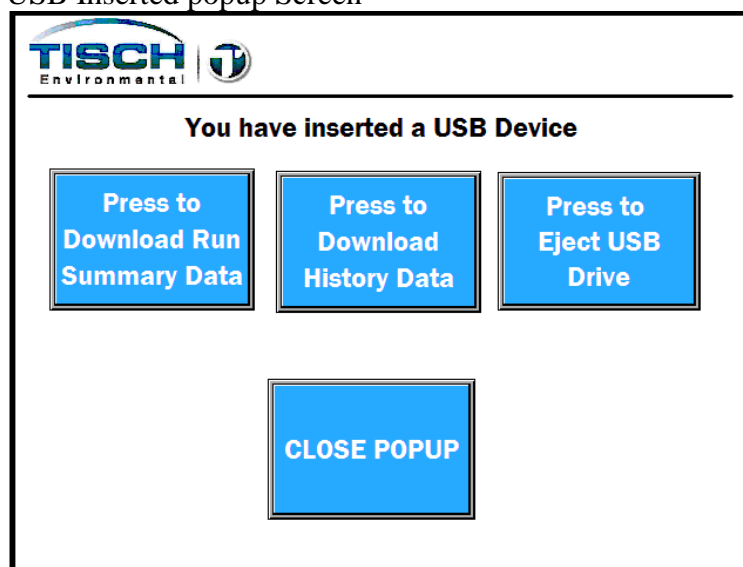 USB Inserted popup Screen
TISCH
Environmental
You have inserted a USB Device
Press to
Download Run
Summary Data
Press to
Download
History Data
Press to
Eject USB
Drive
CLOSE POPUP